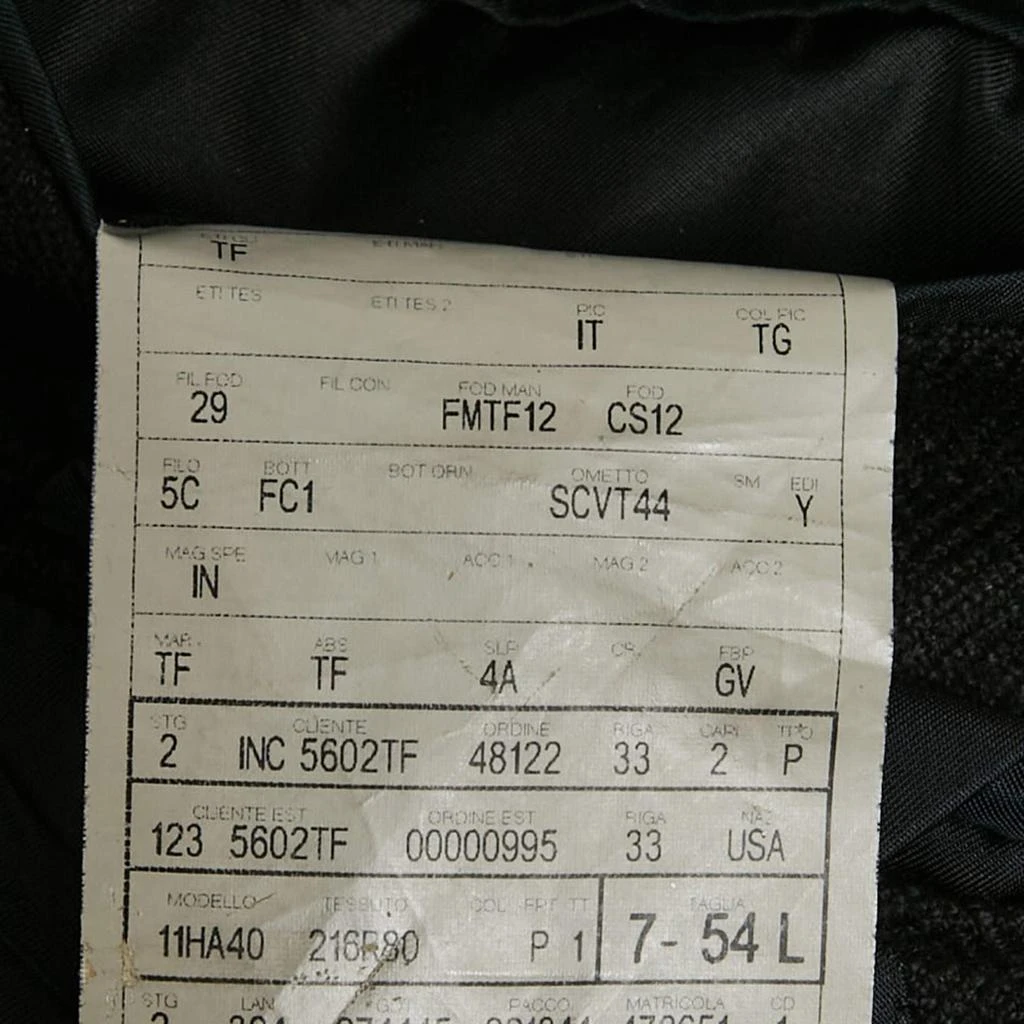 TF
ETI TES ETI TES 2 PIC COL PIC
IT TG
FIL FOD FIL CON FOD MAN FOD
29 FMTF12 CS12
FILO BOTT BOT ORN OMETTO SM EDI
5C FC1 SCVT44 Y
MAG SPE MAG 1 ACC 1 MAG 2 ACC 2
IN
MAR. ABS SLP CR. FBP
TF TF 4A GV
STG CLIENTE ORDINE RIGA CAPI TIPO
2 INC 5602TF 48122 33 2 P
CLIENTE EST ORDINE EST RIGA NAZ
123 5602TF 00000995 33 USA
MODELLO TESSUTO COL TT TAGLIA
11HA40 216R80 P 1 7- 54 L
STG LAN PACCO MATRICOLA CD